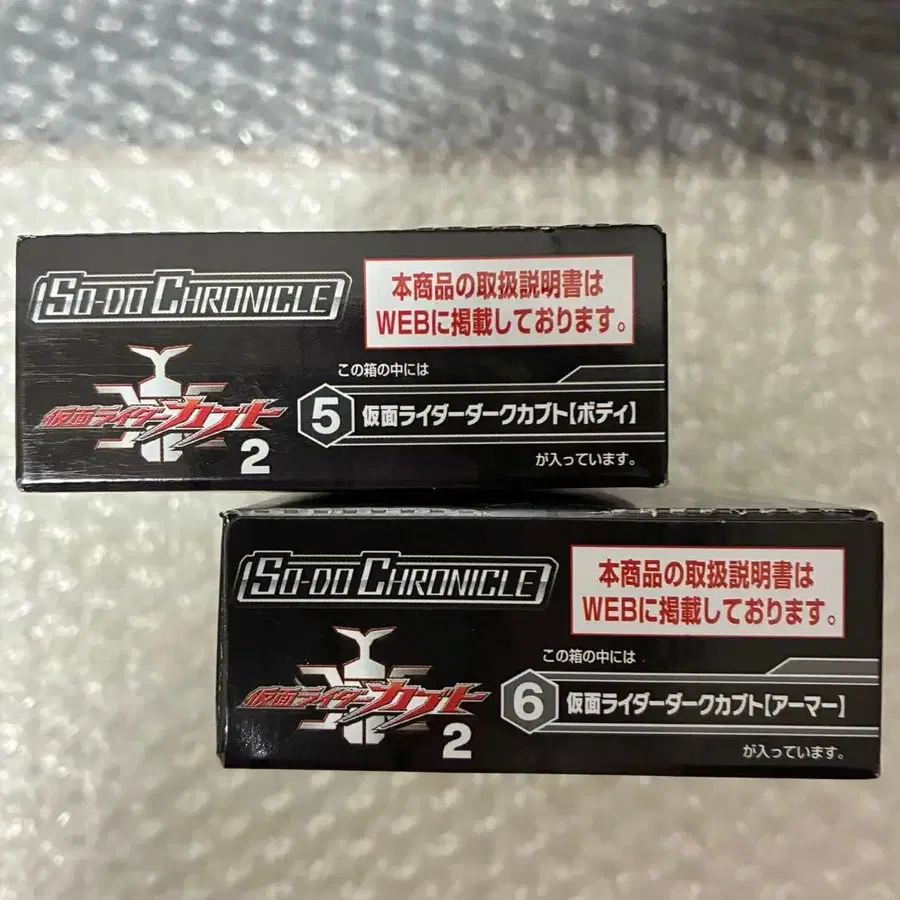 SO-DO CHRONICLE
本商品の取扱説明書は
WEBに掲載しております。
仮面ライダーカブト
2
この箱の中には
5 仮面ライダーダークカブト【ボディ】
が入っています。
SO-DO CHRONICLE
本商品の取扱説明書は
WEBに掲載しております。
仮面ライダーカブト
2
この箱の中には
6 仮面ライダーダークカブト【アーマー】
が入っています。